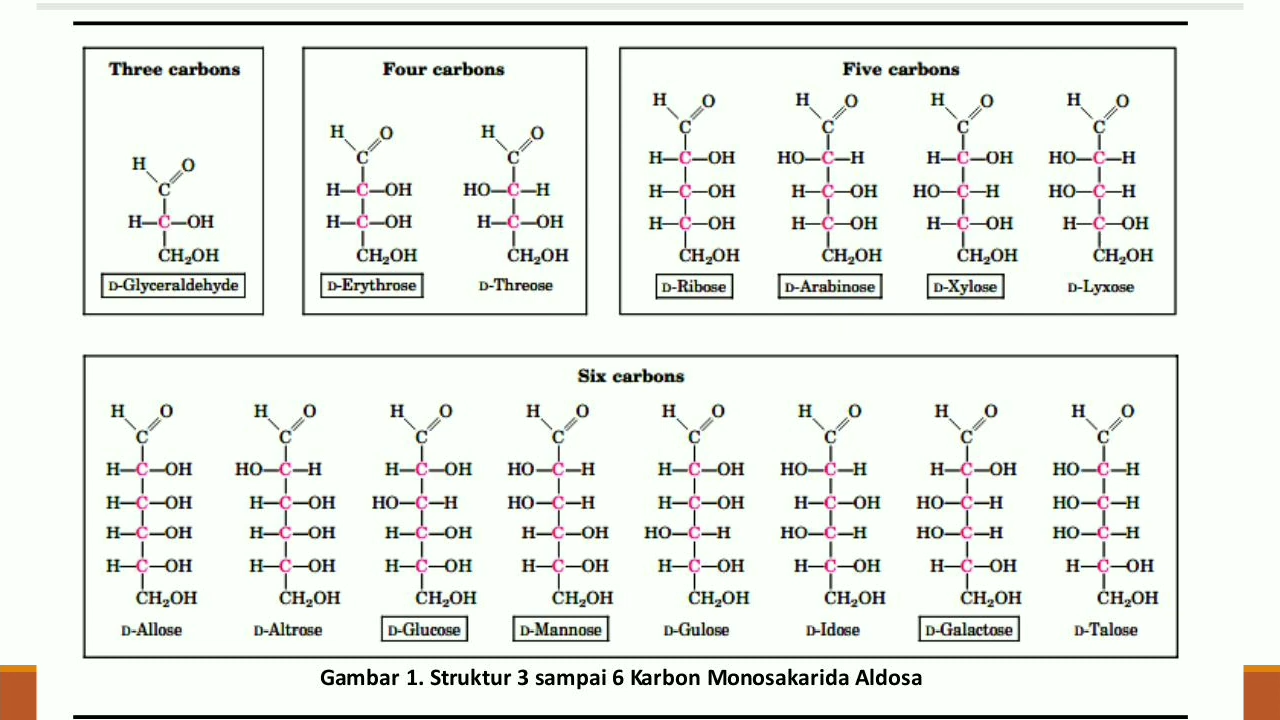 Three carbons
H O
C
H–C–OH
CH₂OH
D-Glyceraldehyde
Four carbons
H O
C
H–C–OH
H–C–OH
CH₂OH
D-Erythrose
H O
C
HO–C–H
H–C–OH
CH₂OH
D-Threose
Five carbons
H O
C
H–C–OH
H–C–OH
H–C–OH
CH₂OH
D-Ribose
H O
C
HO–C–H
H–C–OH
H–C–OH
CH₂OH
D-Arabinose
H O
C
H–C–OH
HO–C–H
H–C–OH
CH₂OH
D-Xylose
H O
C
HO–C–H
HO–C–H
H–C–OH
CH₂OH
D-Lyxose
Six carbons
H O
C
H–C–OH
H–C–OH
H–C–OH
H–C–OH
CH₂OH
D-Allose
H O
C
HO–C–H
H–C–OH
H–C–OH
H–C–OH
CH₂OH
D-Altrose
H O
C
H–C–OH
HO–C–H
H–C–OH
H–C–OH
CH₂OH
D-Glucose
H O
C
HO–C–H
HO–C–H
H–C–OH
H–C–OH
CH₂OH
D-Mannose
H O
C
H–C–OH
H–C–OH
HO–C–H
H–C–OH
CH₂OH
D-Gulose
H O
C
HO–C–H
H–C–OH
HO–C–H
H–C–OH
CH₂OH
D-Idose
H O
C
H–C–OH
HO–C–H
HO–C–H
H–C–OH
CH₂OH
D-Galactose
H O
C
HO–C–H
HO–C–H
HO–C–H
H–C–OH
CH₂OH
D-Talose
Gambar 1. Struktur 3 sampai 6 Karbon Monosakarida Aldosa